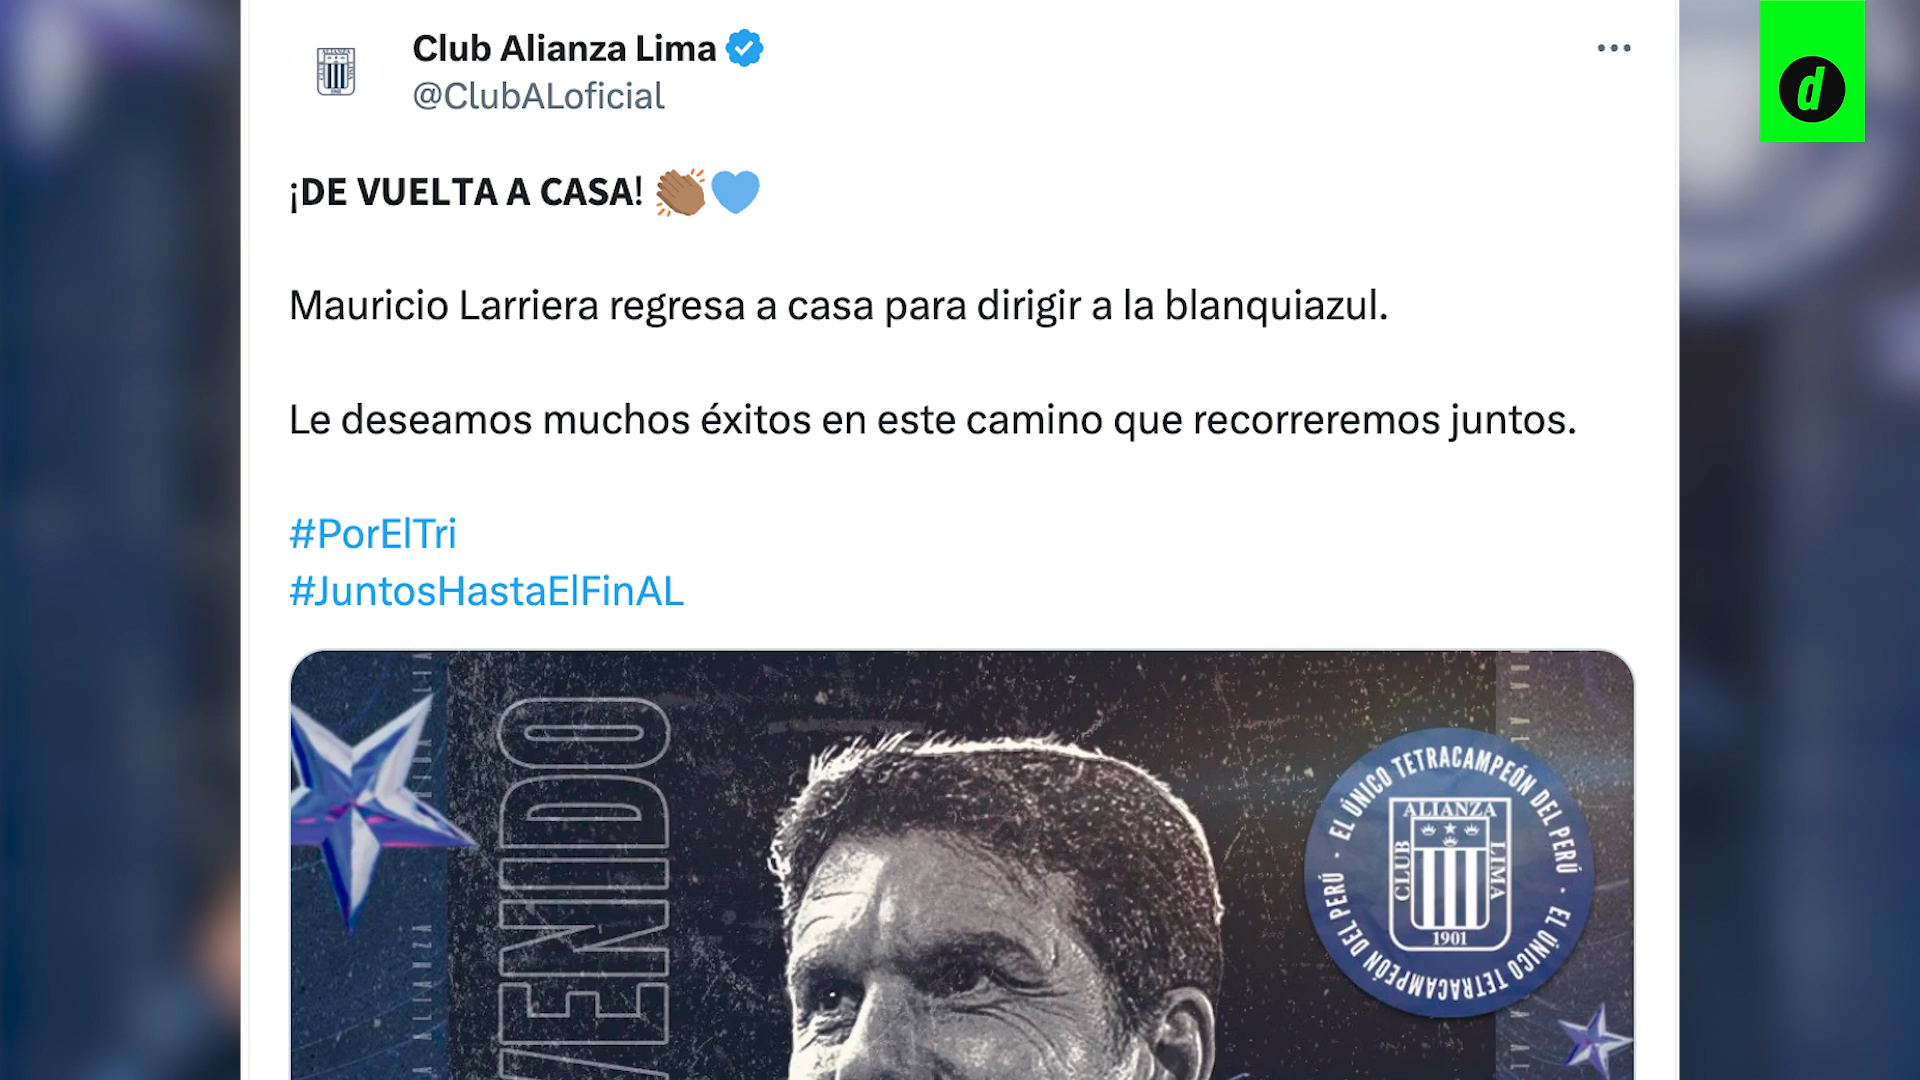 Club Alianza Lima
@ClubALoficial
d
¡DE VUELTA A CASA! 👏🏽🩵
Mauricio Larriera regresa a casa para dirigir a la blanquiazul.
Le deseamos muchos éxitos en este camino que recorreremos juntos.
#PorElTri
#JuntosHastaElFinAL
VENIDO
EL ÚNICO TETRACAMPEÓN DEL PERÚ · EL ÚNICO TETRACAMPEÓN DEL PERÚ ·
ALIANZA
CLUB
LIMA
1901
ALIANZA